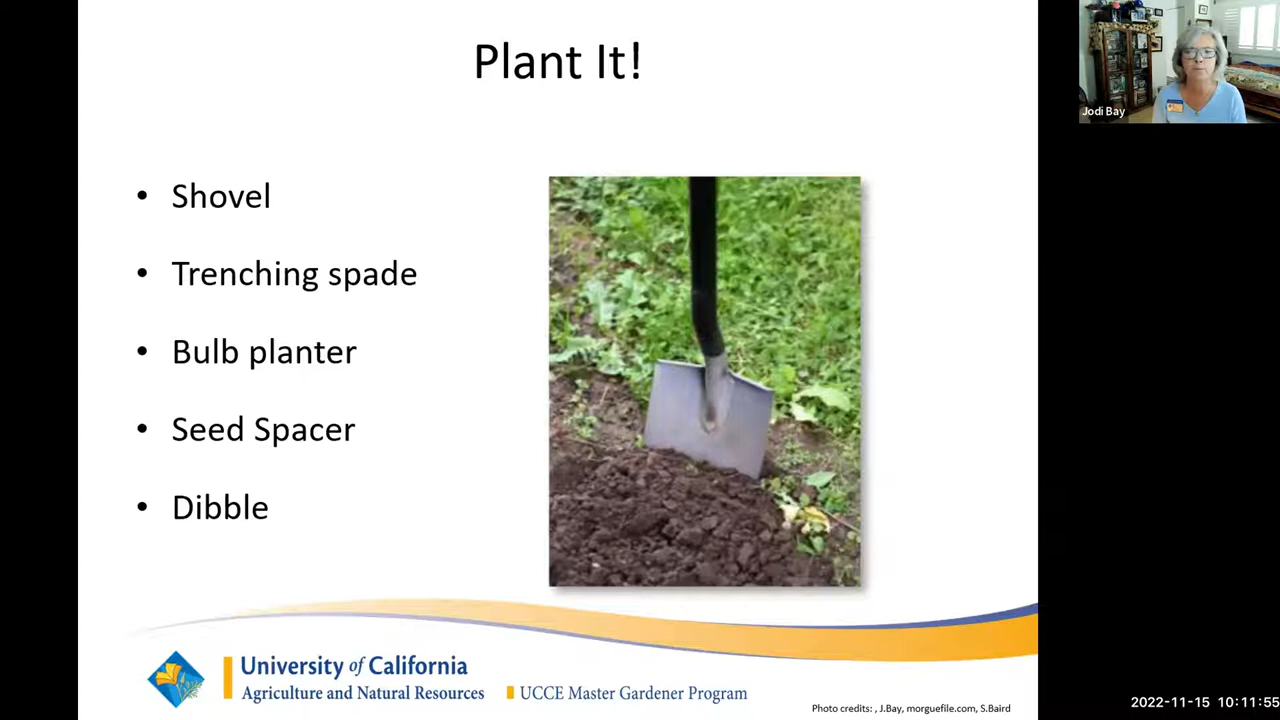 Plant It!
Jodi Bay
• Shovel
• Trenching spade
• Bulb planter
• Seed Spacer
• Dibble
University of California
Agriculture and Natural Resources
UCCE Master Gardener Program
Photo credits: , J.Bay, morguefile.com, S.Baird
2022-11-15 10:11:55